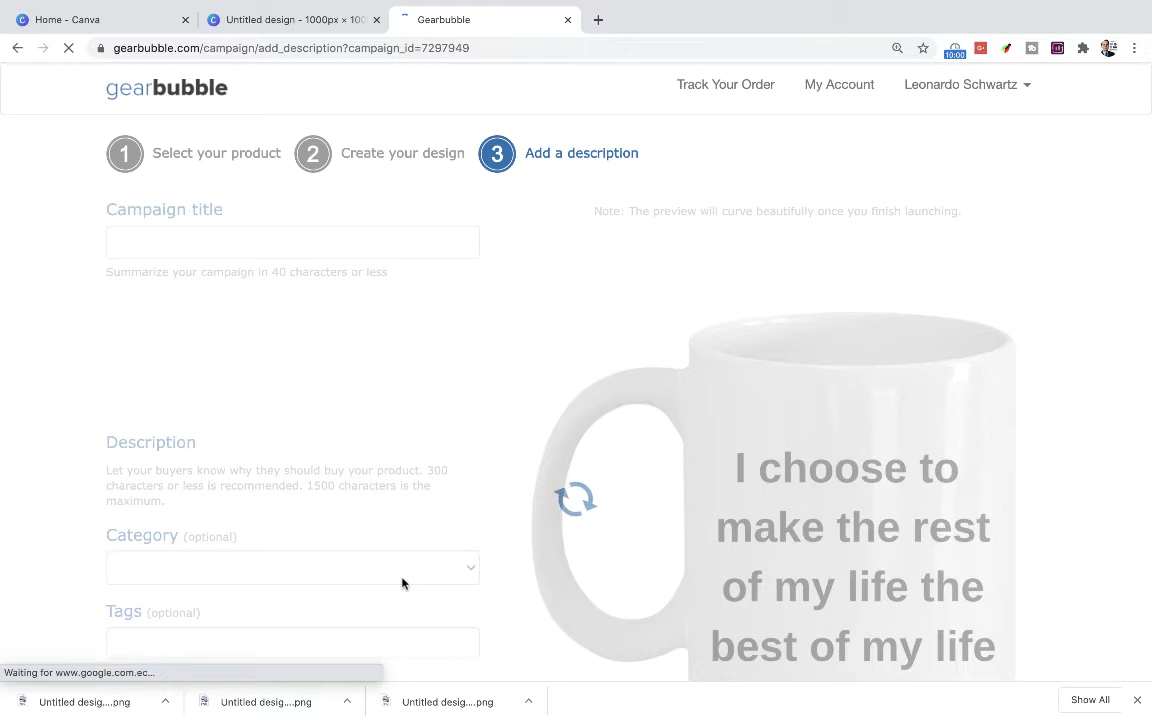 Home - Canva
Untitled design - 1000px × 100
Gearbubble
gearbubble.com/campaign/add_description?campaign_id=7297949
10:00
gearbubble
Track Your Order
My Account
Leonardo Schwartz
1 Select your product
2 Create your design
3 Add a description
Campaign title
Note: The preview will curve beautifully once you finish launching.
Summarize your campaign in 40 characters or less
Description
Let your buyers know why they should buy your product. 300
characters or less is recommended. 1500 characters is the
maximum.
Category (optional)
Tags (optional)
I choose to
make the rest
of my life the
best of my life
Waiting for www.google.com.ec...
Untitled desig....png
Untitled desig....png
Untitled desig....png
Show All